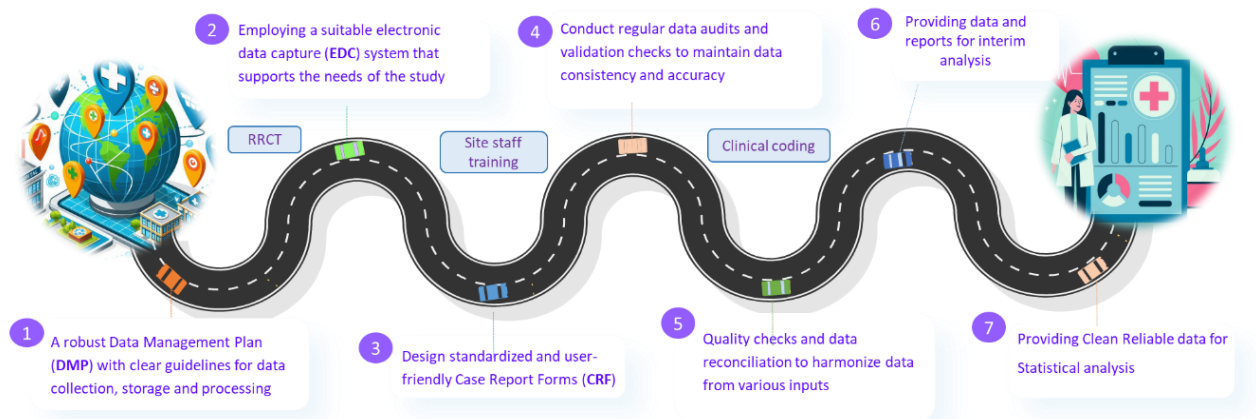 1
A robust Data Management Plan
(DMP) with clear guidelines for data
collection, storage and processing
RRCT
2
Employing a suitable electronic
data capture (EDC) system that
supports the needs of the study
3
Design standardized and user-
friendly Case Report Forms (CRF)
Site staff
training
4
Conduct regular data audits and
validation checks to maintain data
consistency and accuracy
5
Quality checks and data
reconciliation to harmonize data
from various inputs
Clinical coding
6
Providing data and
reports for interim
analysis
7
Providing Clean Reliable data for
Statistical analysis